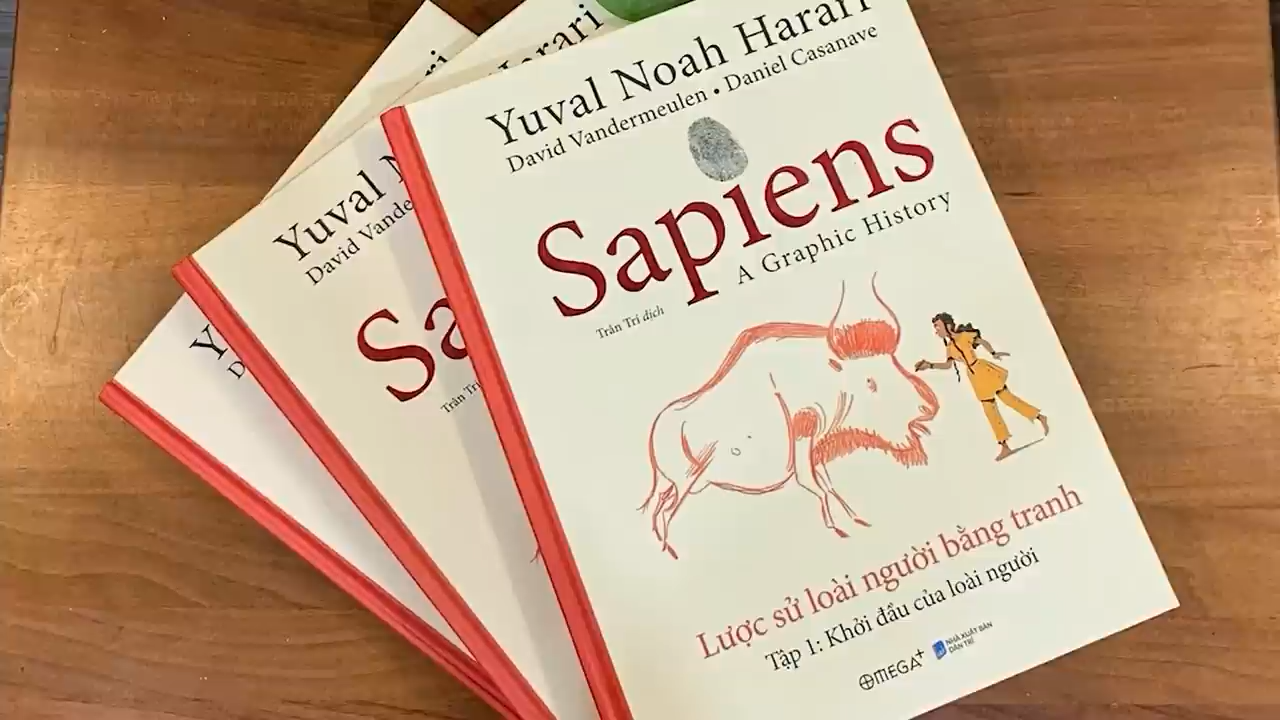 Yuval Noah Harari
David Vandermeulen • Daniel Casanave
Sapiens
A Graphic History
Trần Trí dịch
Lược sử loài người bằng tranh
Tập 1: Khởi đầu của loài người
OMEGA+
NHÀ XUẤT BẢN
DÂN TRÍ
Yuval N
David Vande
Sa
Trần Tr
Harari
ri
Y
D